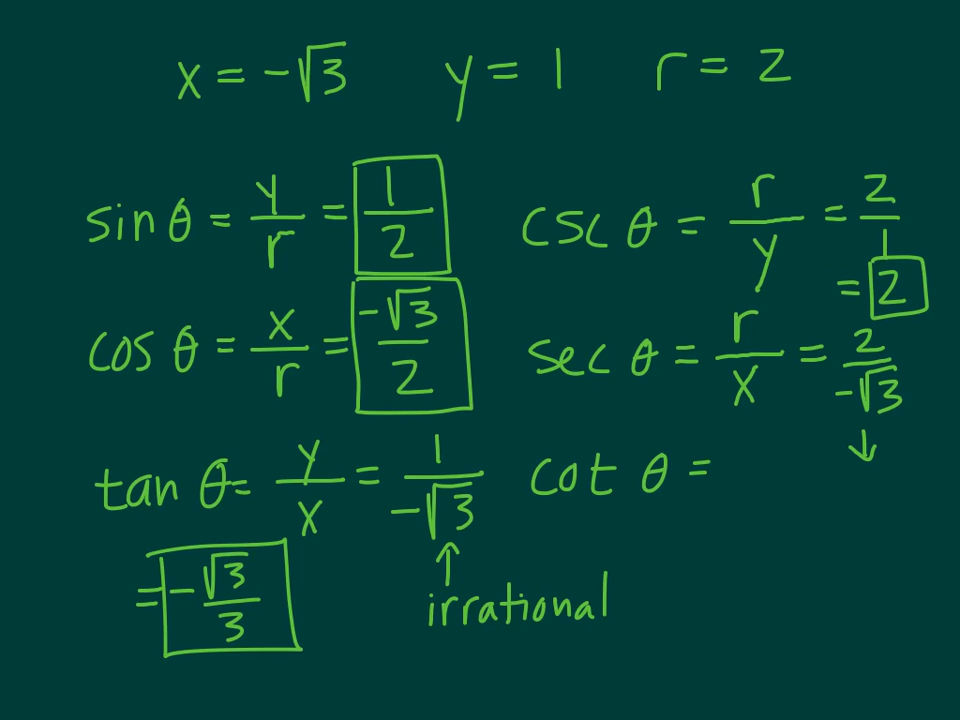 x = -√3 y = 1 r = 2
sin θ = y/r = 1/2
csc θ = r/y = 2/1
= 2
cos θ = x/r = -√3/2
sec θ = r/x = 2/-√3
↓
tan θ = y/x = 1/-√3
cot θ =
= -√3/3
↑
irrational